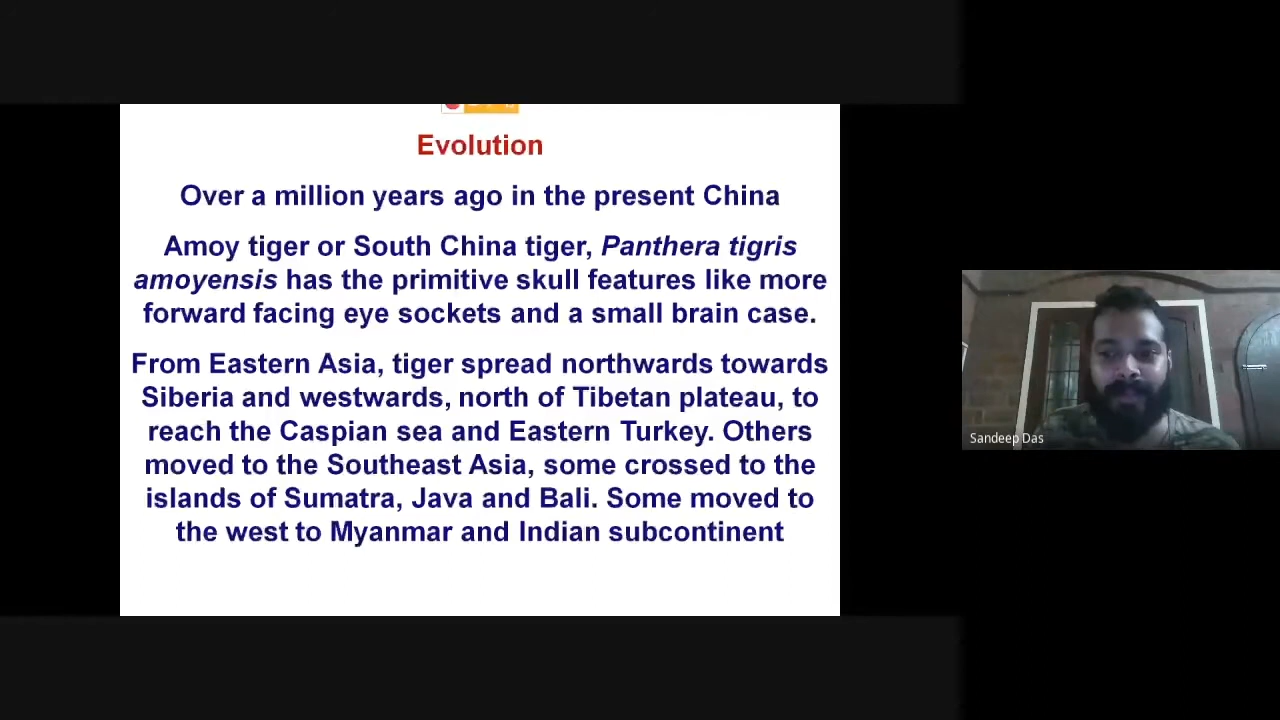 Evolution
Over a million years ago in the present China
Amoy tiger or South China tiger, Panthera tigris
amoyensis has the primitive skull features like more
forward facing eye sockets and a small brain case.
From Eastern Asia, tiger spread northwards towards
Siberia and westwards, north of Tibetan plateau, to
reach the Caspian sea and Eastern Turkey. Others
moved to the Southeast Asia, some crossed to the
islands of Sumatra, Java and Bali. Some moved to
the west to Myanmar and Indian subcontinent
Sandeep Das